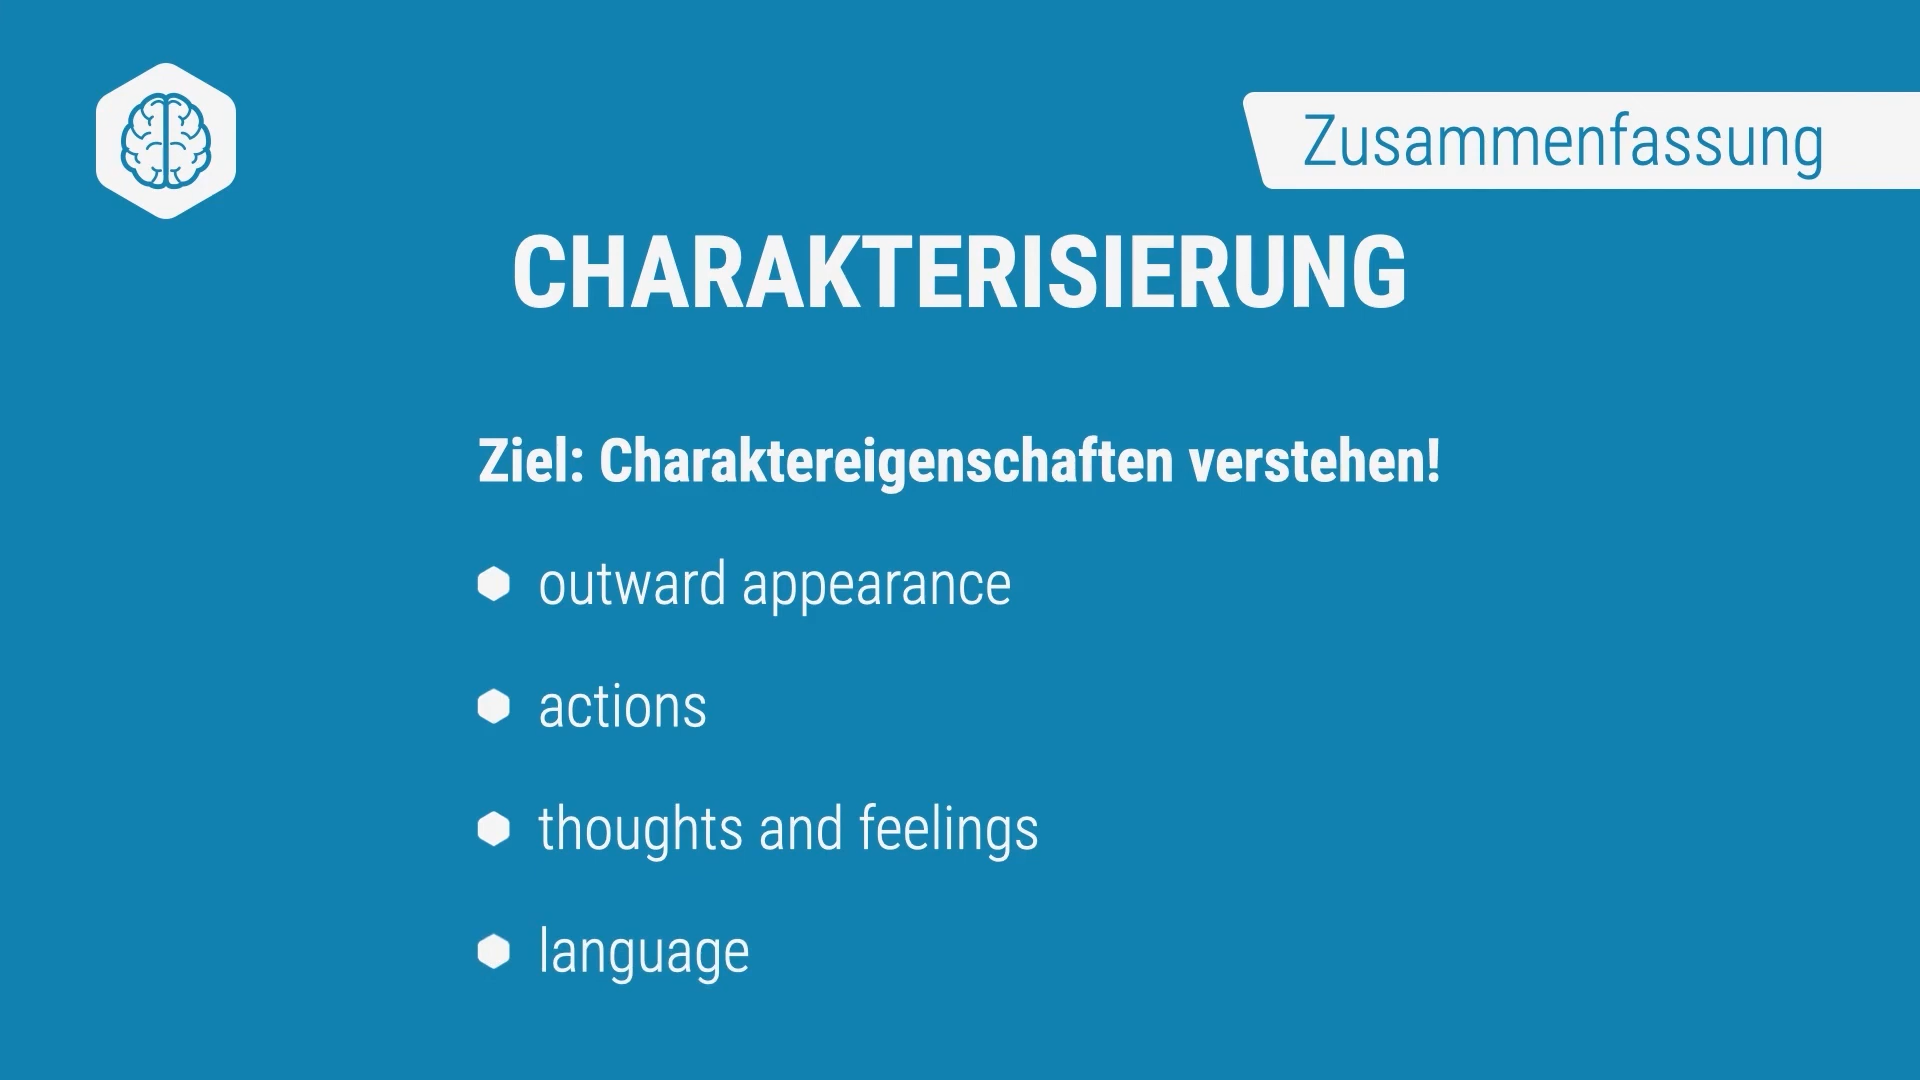 Zusammenfassung
CHARAKTERISIERUNG
Ziel: Charaktereigenschaften verstehen!
outward appearance
actions
thoughts and feelings
language